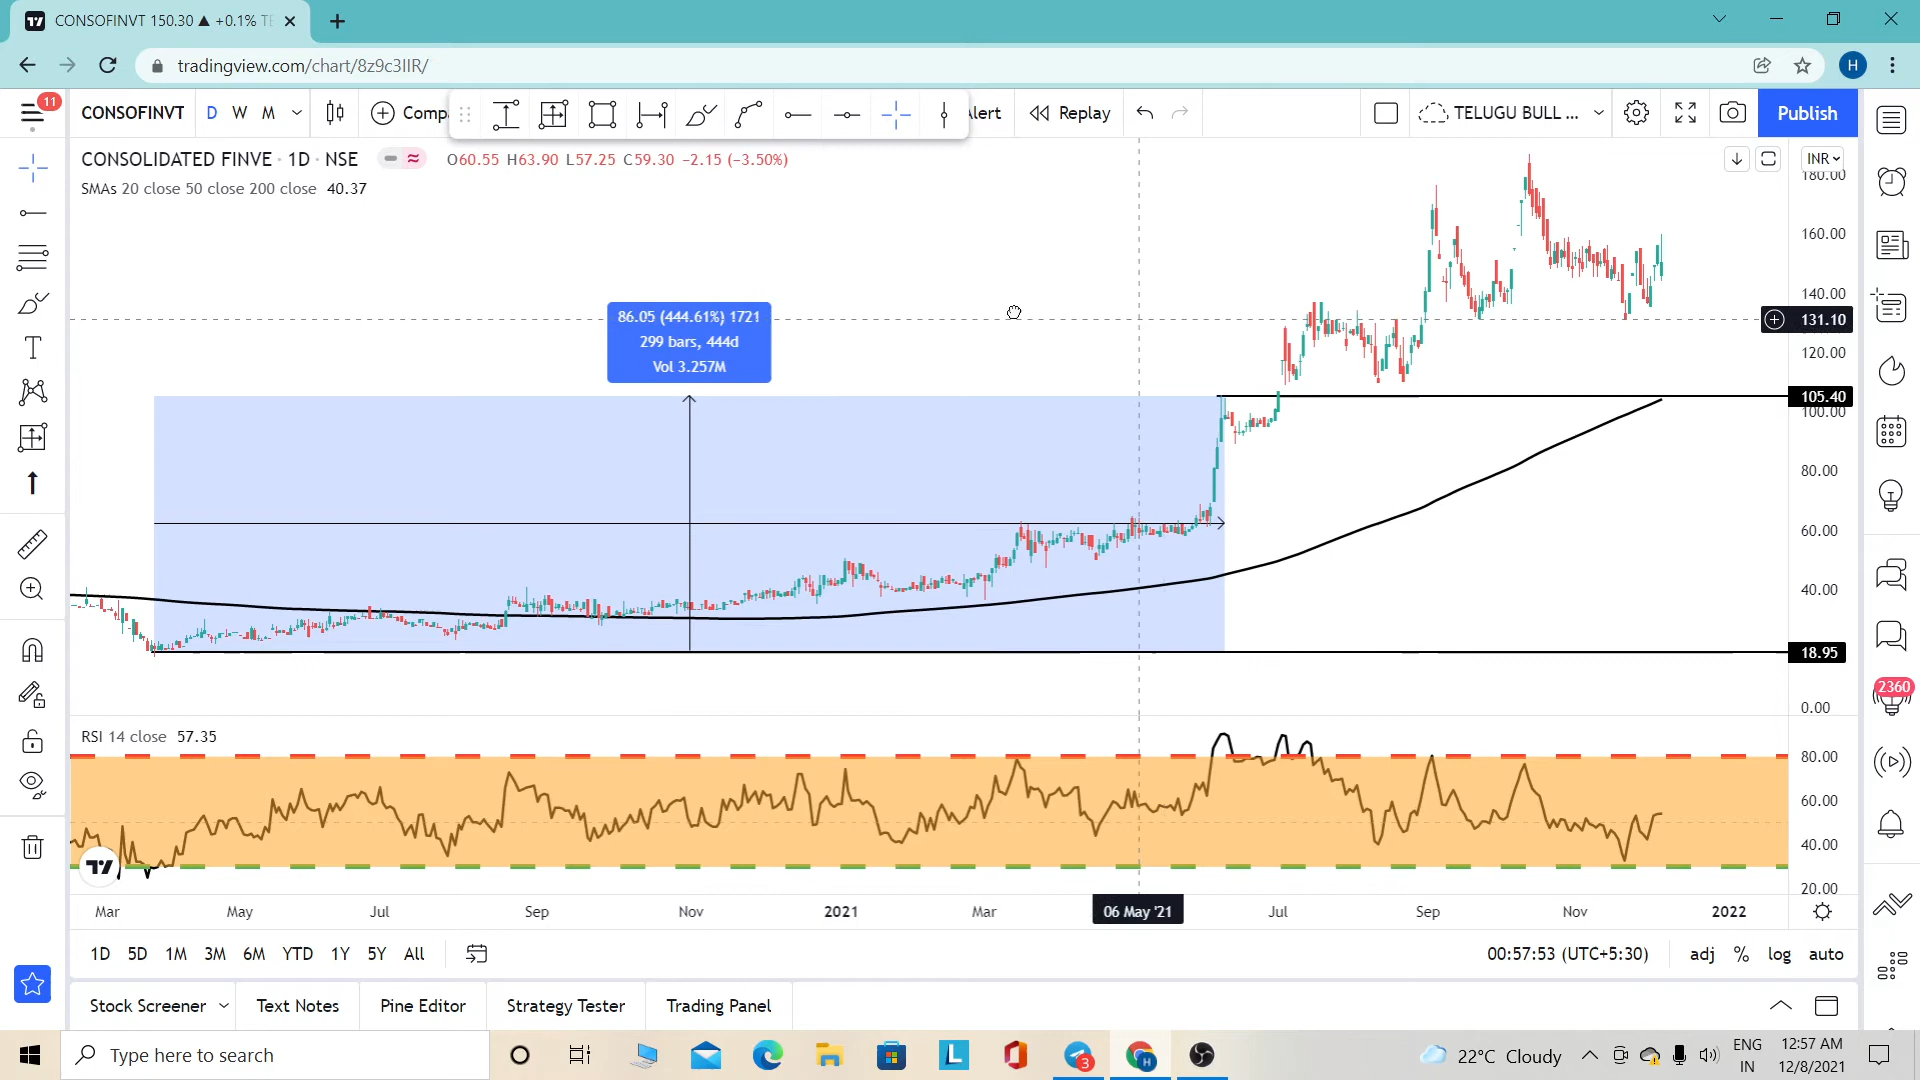 CONSOFINVT 150.30 ▲ +0.1% TE
tradingview.com/chart/8z9c3IIR/
H
11
CONSOFINVT
D
W
M
Comp
Alert
Replay
TELUGU BULL ...
Publish
CONSOLIDATED FINVE · 1D · NSE
O60.55 H63.90 L57.25 C59.30 −2.15 (−3.50%)
INR
SMAs 20 close 50 close 200 close 40.37
180.00
160.00
140.00
131.10
120.00
105.40
100.00
80.00
60.00
40.00
18.95
0.00
86.05 (444.61%) 1721
299 bars, 444d
Vol 3.257M
2360
RSI 14 close 57.35
80.00
60.00
40.00
20.00
Mar
May
Jul
Sep
Nov
2021
Mar
06 May '21
Jul
Sep
Nov
2022
1D
5D
1M
3M
6M
YTD
1Y
5Y
All
00:57:53 (UTC+5:30)
adj
%
log
auto
Stock Screener
Text Notes
Pine Editor
Strategy Tester
Trading Panel
Type here to search
L
3
H
22°C Cloudy
ENG
IN
12:57 AM
12/8/2021